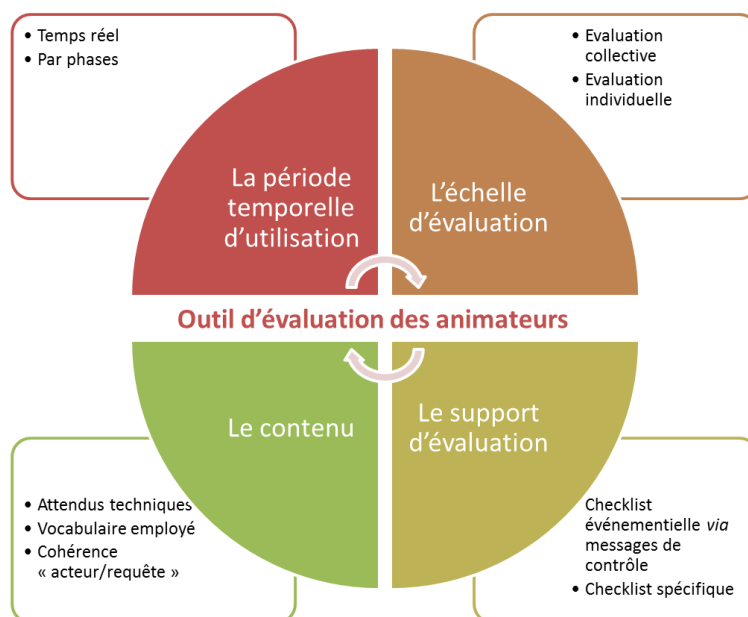 • Temps réel
• Par phases
• Evaluation
collective
• Evaluation
individuelle
La période
temporelle
d'utilisation
L'échelle
d'évaluation
Outil d'évaluation des animateurs
Le contenu
Le support
d'évaluation
• Attendus techniques
• Vocabulaire employé
• Cohérence
« acteur/requête »
Checklist
événementielle via
messages de
contrôle
• Checklist spécifique